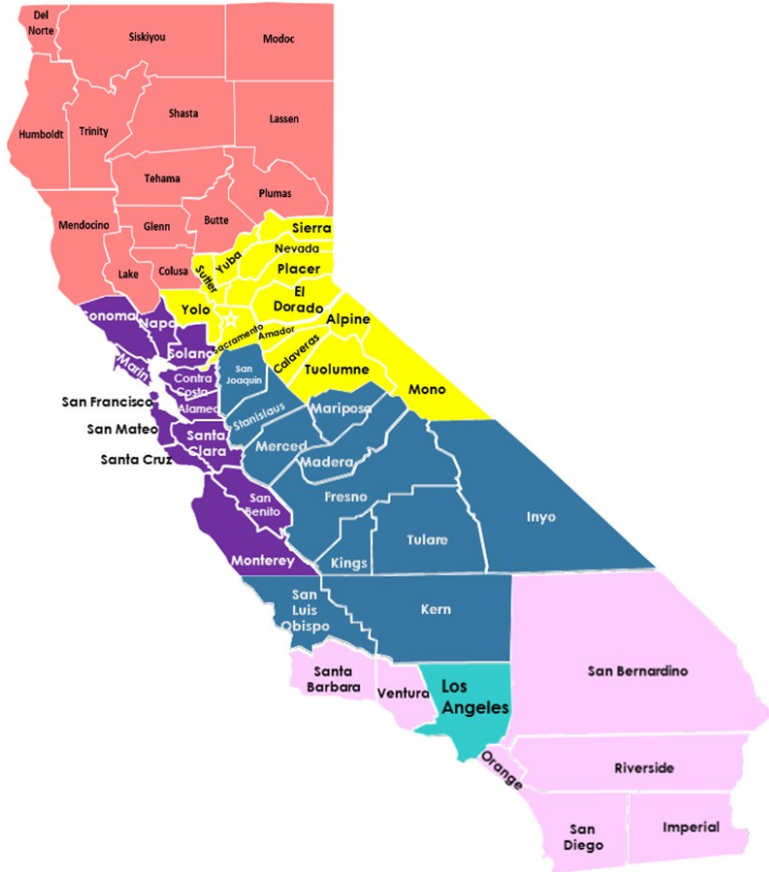 Del
Norte
Siskiyou
Modoc
Humboldt
Trinity
Shasta
Lassen
Tehama
Plumas
Mendocino
Glenn
Butte
Lake
Colusa
Sierra
Nevada
Yuba
Sutter
Placer
Yolo
El
Dorado
Sonoma
Napa
Sacramento
Amador
Alpine
Solano
Calaveras
Tuolumne
Marin
Contra
Costa
San
Joaquin
Mono
San Francisco
Alamed
Stanislaus
Mariposa
San Mateo
Santa
Clara
Merced
Madera
Santa Cruz
San
Benito
Fresno
Inyo
Tulare
Monterey
Kings
San
Luis
Obispo
Kern
Santa
Barbara
Ventura
Los
Angeles
San Bernardino
Orange
Riverside
San
Diego
Imperial